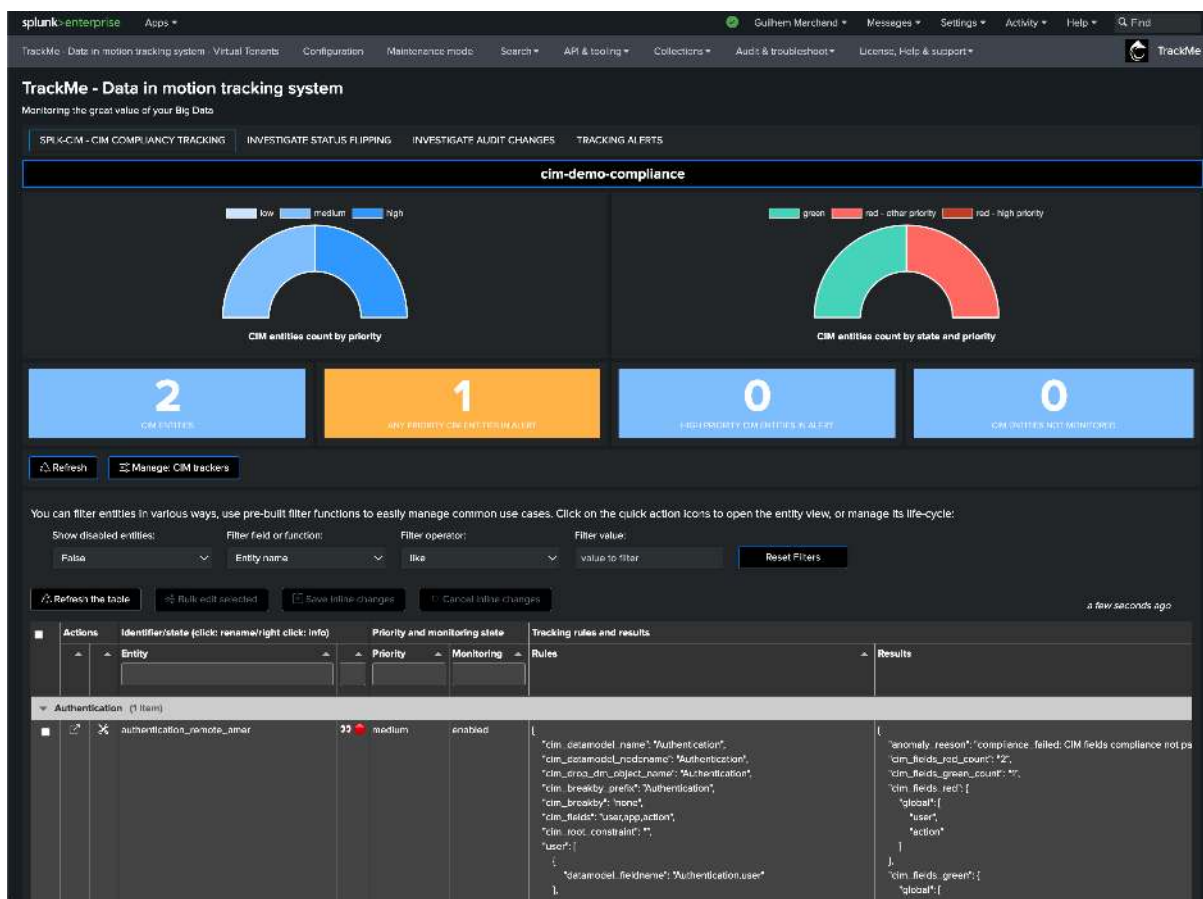 splunk>enterprise Apps Guilhem Merchand Messages Settings Activity Help Find
TrackMe - Data in motion tracking system - Virtual Tenants Configuration Maintenance mode Search API & tooling Collections Audit & troubleshoot License, Help & support TrackMe
TrackMe - Data in motion tracking system
Monitoring the great value of your Big Data
SPLK-CIM - CIM COMPLIANCY TRACKING INVESTIGATE STATUS FLIPPING INVESTIGATE AUDIT CHANGES TRACKING ALERTS
cim-demo-compliance
low medium high
green red - other priority red - high priority
CIM entities count by priority
CIM entities count by state and priority
2
CIM ENTITIES
1
ANY PRIORITY CIM ENTITIES IN ALERT
0
HIGH PRIORITY CIM ENTITIES IN ALERT
0
CIM ENTITIES NOT MONITORED
Refresh Manage: CIM trackers
You can filter entities in various ways, use pre-built filter functions to easily manage common use cases. Click on the quick action icons to open the entity view, or manage its life-cycle:
Show disabled entities: Filter field or function: Filter operator: Filter value:
False Entity name like value to filter Reset Filters
Refresh the table Bulk edit selected Save inline changes Cancel inline changes
a few seconds ago
Actions Identifier/state (click: rename/right click: info) Priority and monitoring state Tracking rules and results
Entity Priority Monitoring Rules Results
Authentication (1 item)
authentication_remote_amer medium enabled
{
"cim_datamodel_name": "Authentication",
"cim_datamodel_nodename": "Authentication",
"cim_drop_dm_object_name": "Authentication",
"cim_breakby_prefix": "Authentication",
"cim_breakby": "none",
"cim_fields": "user,app,action",
"cim_root_constraint": "",
"user": [
{
"datamodel_fieldname": "Authentication.user"
},
{
"anomaly_reason": "compliance_failed: CIM fields compliance not pa
"cim_fields_red_count": "2",
"cim_fields_green_count": "1",
"cim_fields_red": {
"global": [
"user",
"action"
]
},
"cim_fields_green": {
"global": [